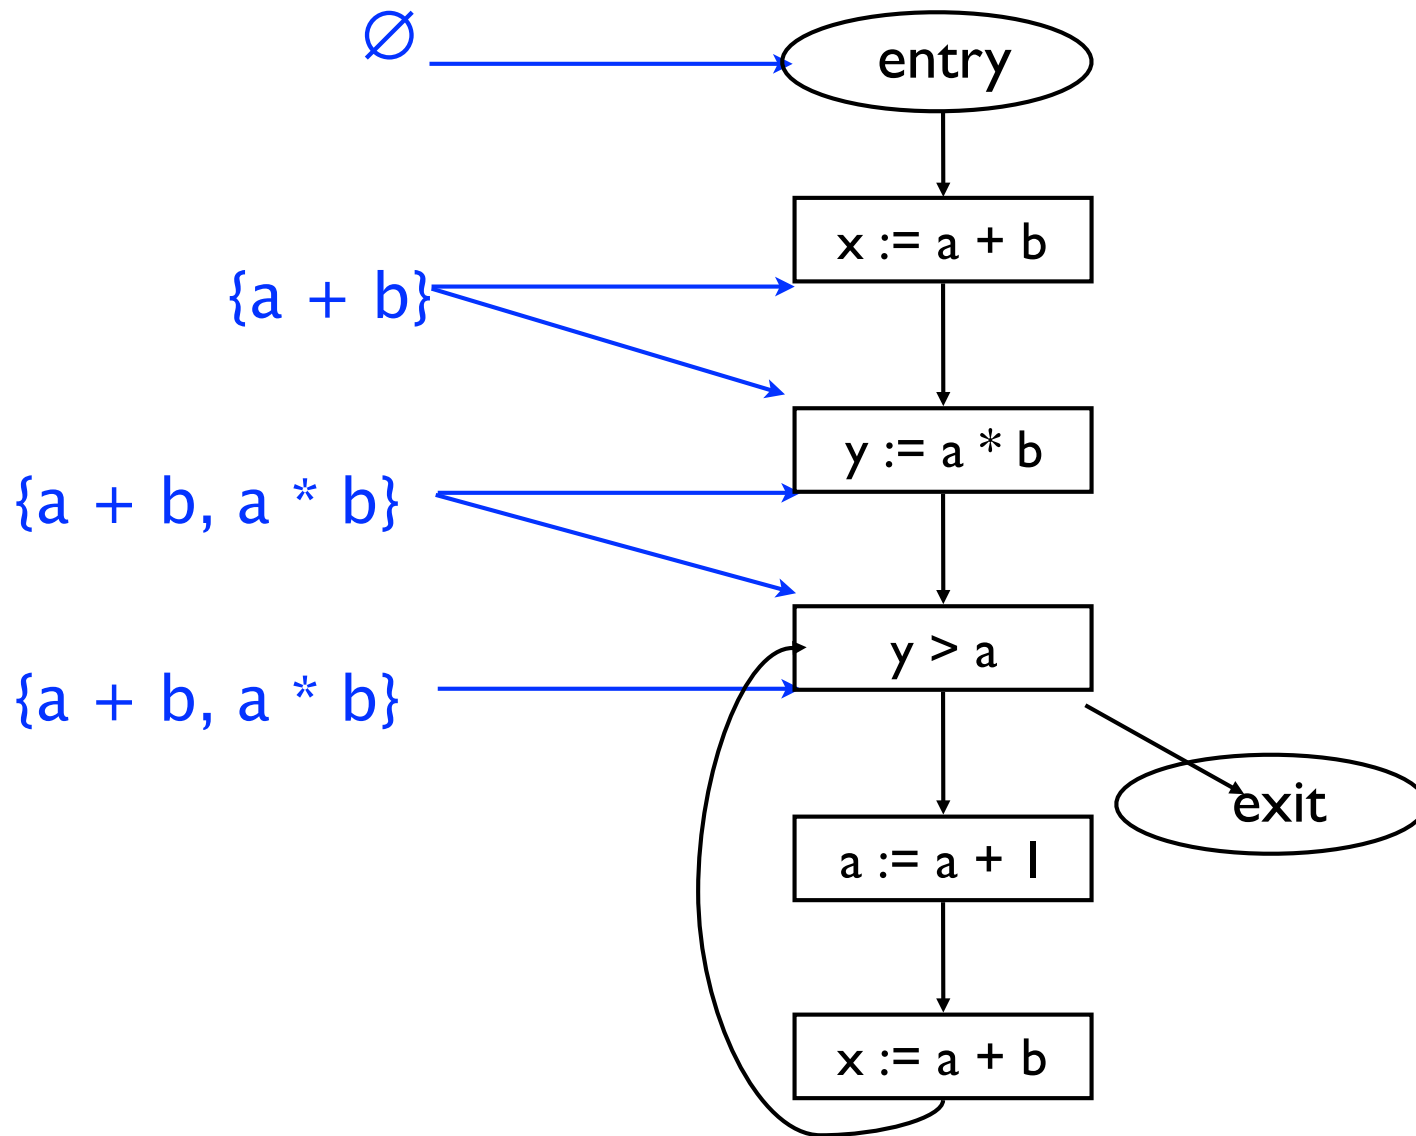 ∅
entry
x := a + b
{a + b}
y := a * b
{a + b, a * b}
y > a
{a + b, a * b}
exit
a := a + 1
x := a + b